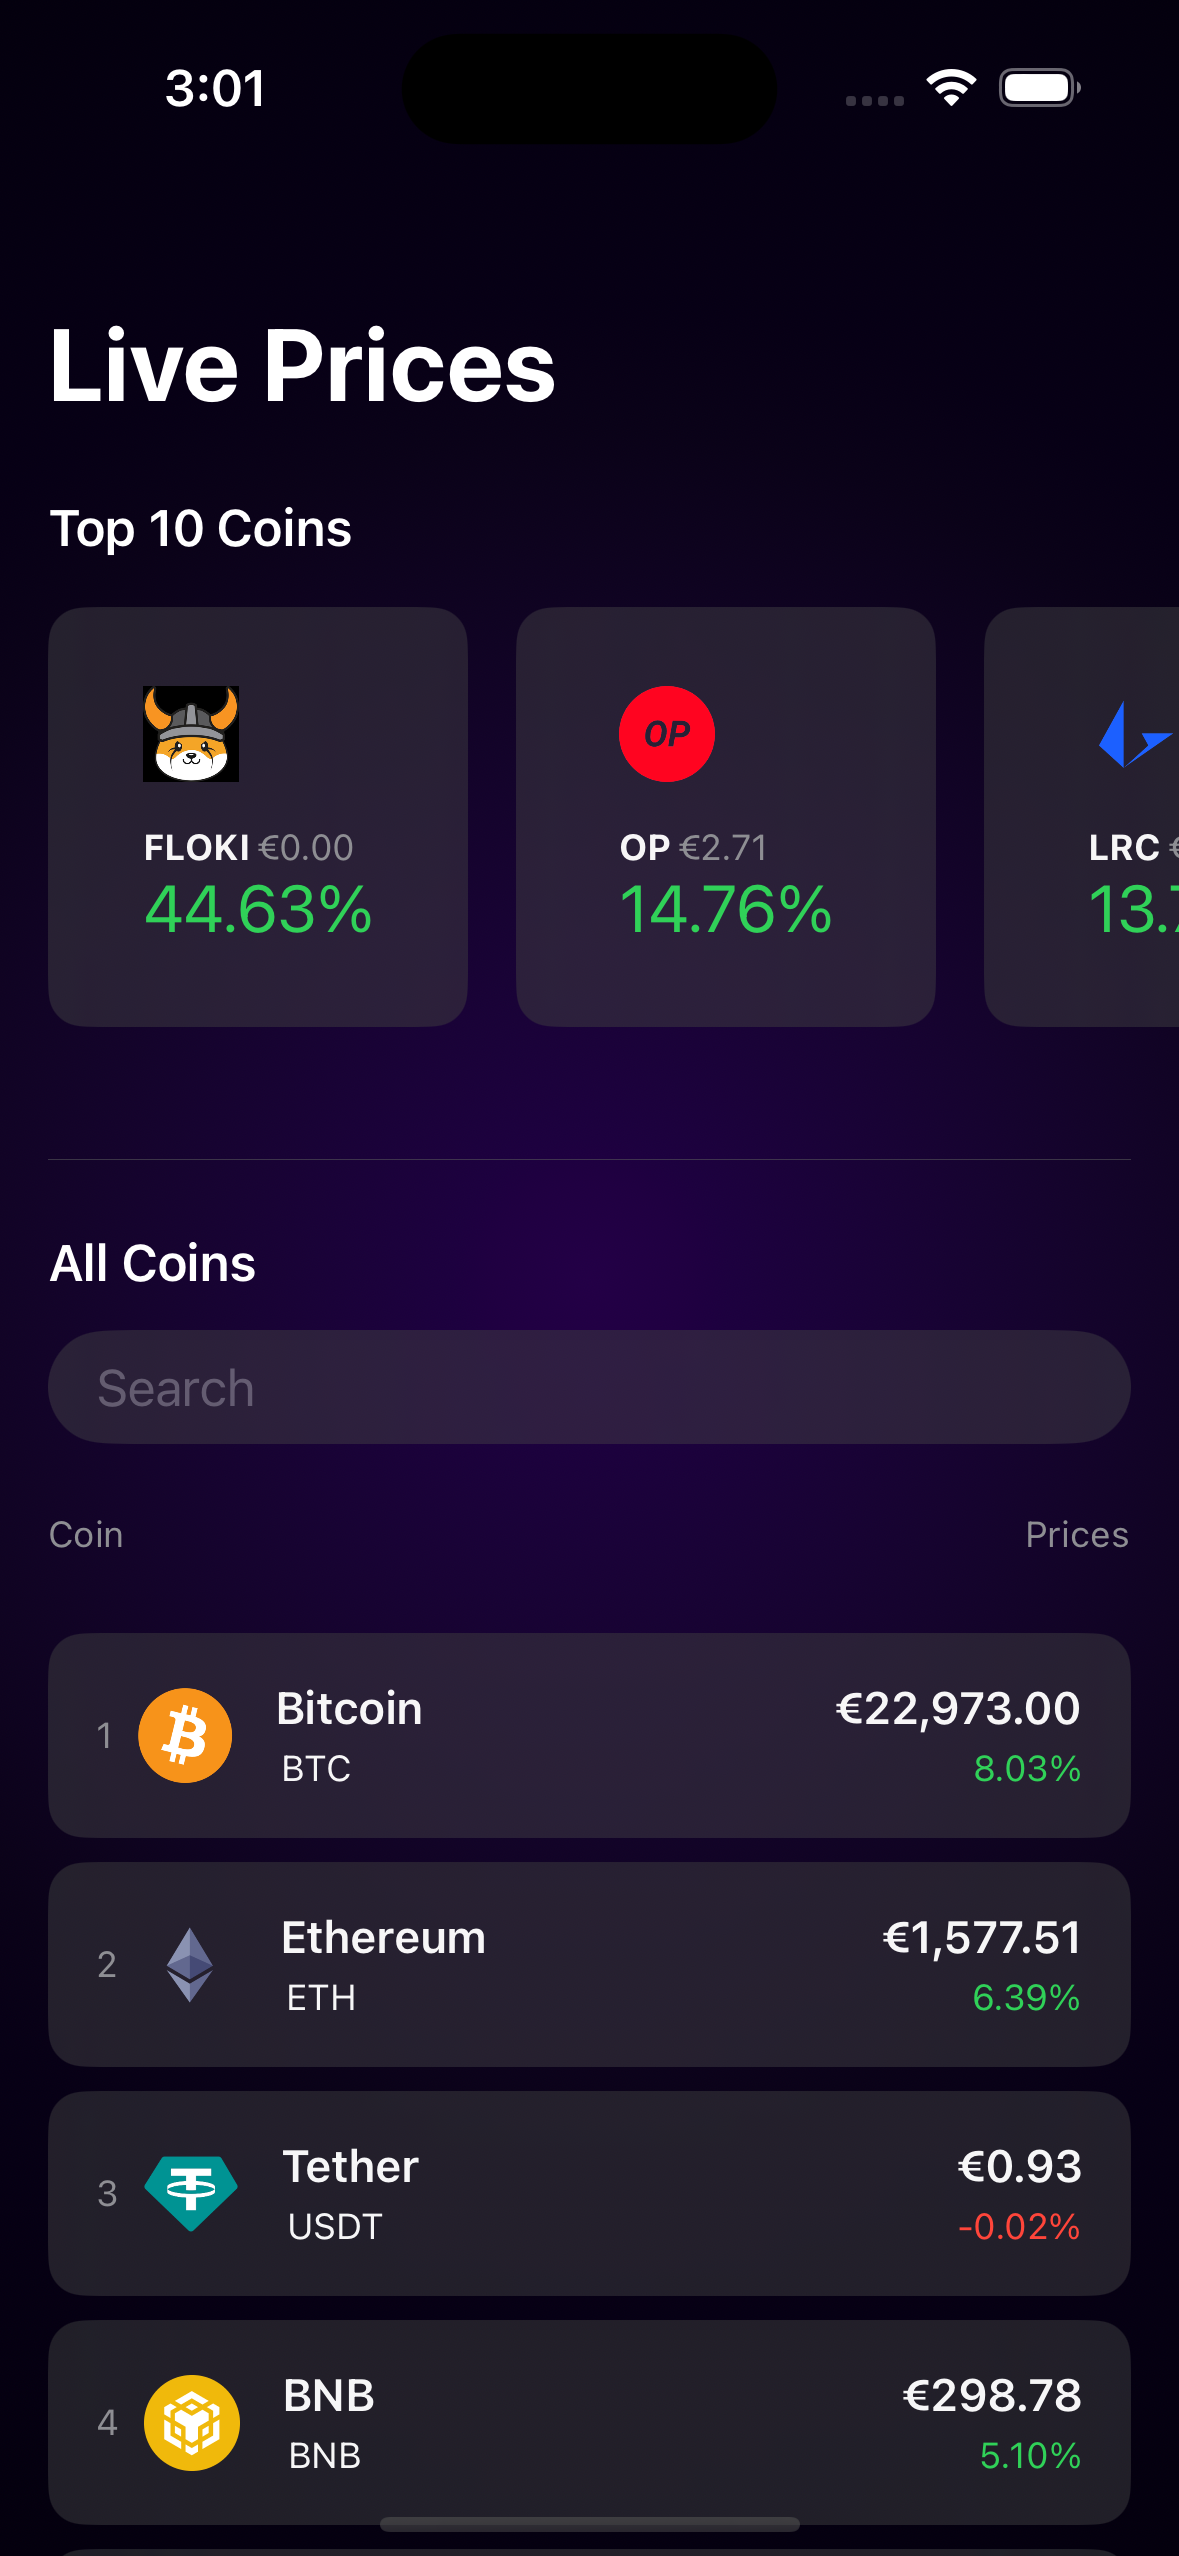 3:01
Live Prices
Top 10 Coins
OP
FLOKI €0.00
44.63%
OP €2.71
14.76%
LRC €
13.7
All Coins
Search
Coin
Prices
1
Bitcoin
€22,973.00
BTC
8.03%
2
Ethereum
€1,577.51
ETH
6.39%
3
Tether
€0.93
USDT
-0.02%
4
BNB
€298.78
BNB
5.10%